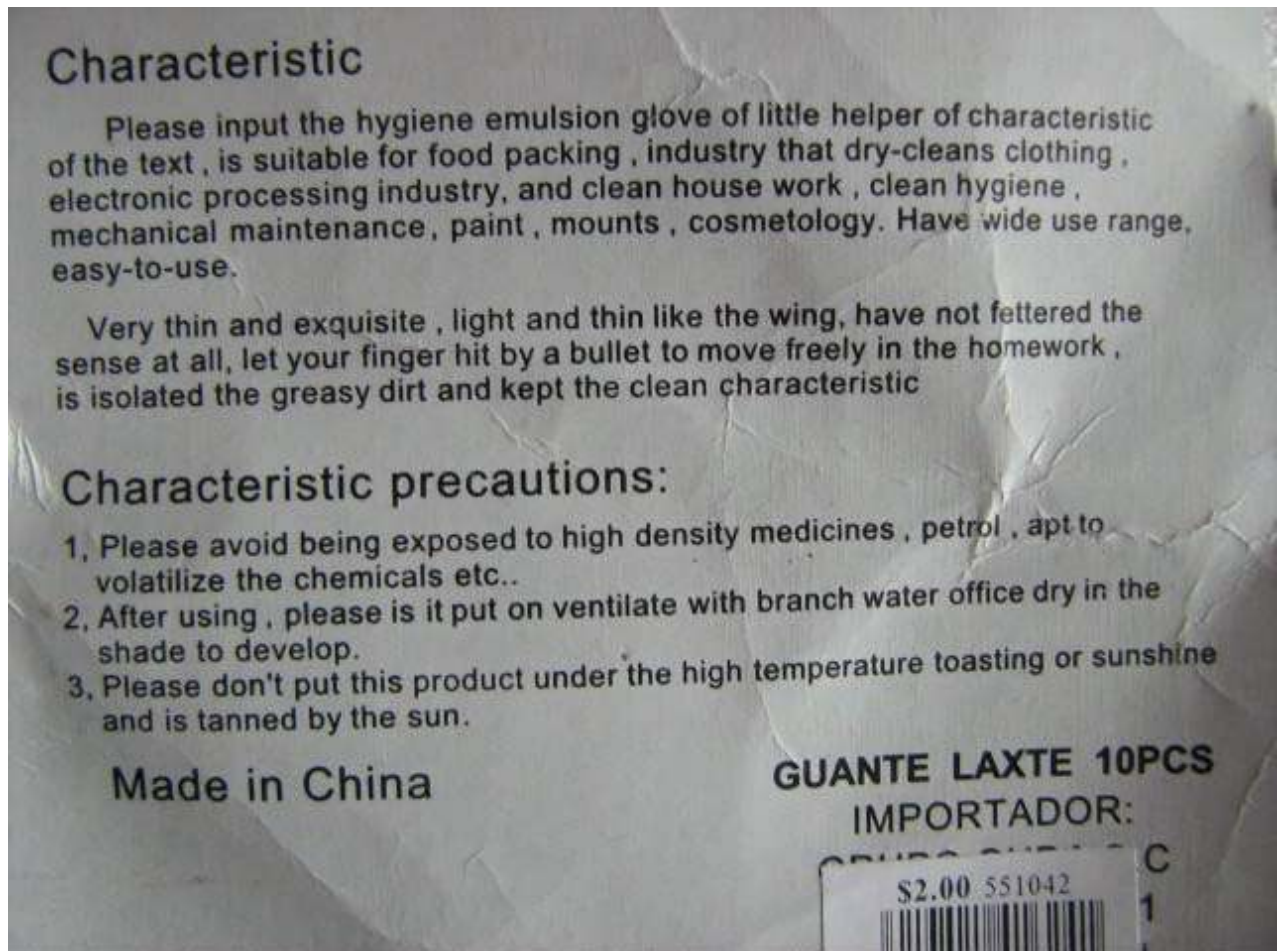 Characteristic
Please input the hygiene emulsion glove of little helper of characteristic
of the text , is suitable for food packing , industry that dry-cleans clothing ,
electronic processing industry, and clean house work , clean hygiene ,
mechanical maintenance, paint , mounts , cosmetology. Have wide use range,
easy-to-use.
Very thin and exquisite , light and thin like the wing, have not fettered the
sense at all, let your finger hit by a bullet to move freely in the homework ,
is isolated the greasy dirt and kept the clean characteristic
Characteristic precautions:
1, Please avoid being exposed to high density medicines , petrol , apt to
volatilize the chemicals etc..
2, After using , please is it put on ventilate with branch water office dry in the
shade to develop.
3, Please don't put this product under the high temperature toasting or sunshine
and is tanned by the sun.
Made in China
GUANTE LAXTE 10PCS
IMPORTADOR:
C
$2.00 551042
1